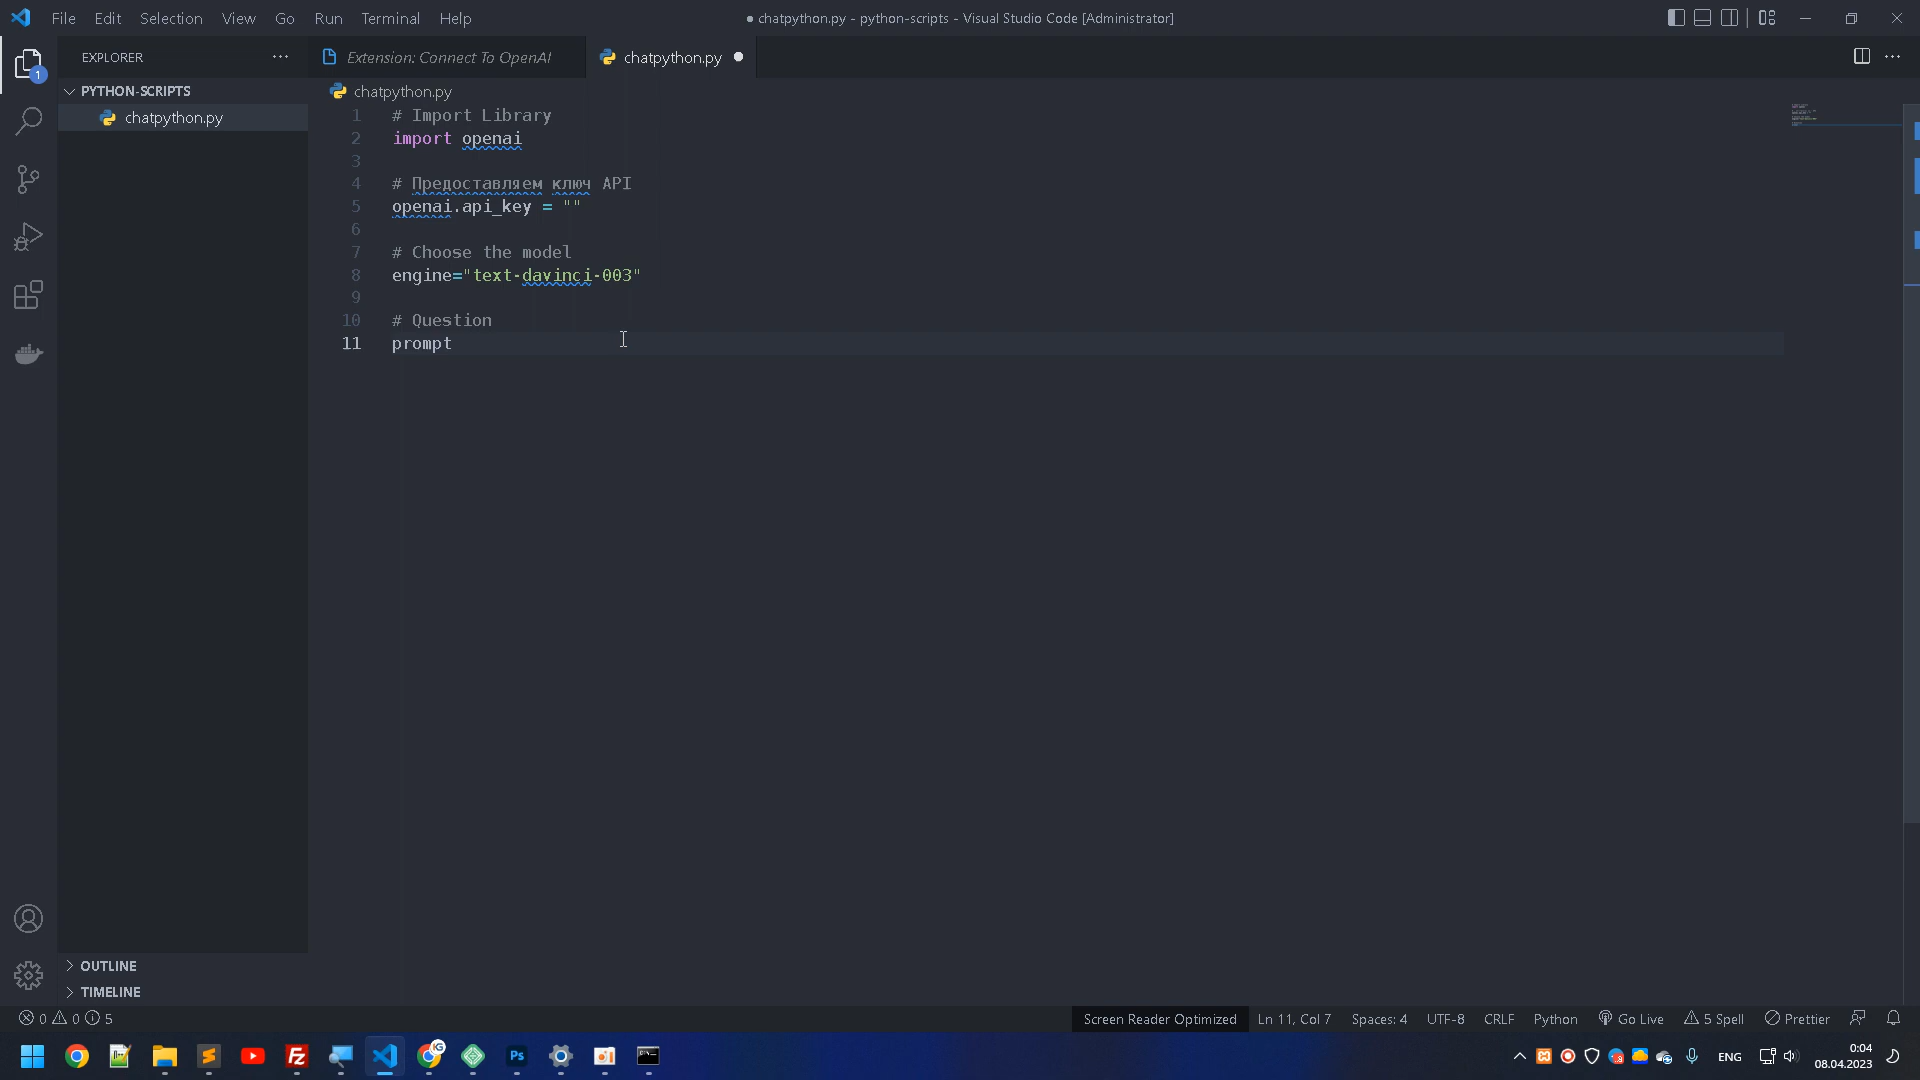 File Edit Selection View Go Run Terminal Help
● chatpython.py - python-scripts - Visual Studio Code [Administrator]
EXPLORER
Extension: Connect To OpenAI
chatpython.py
PYTHON-SCRIPTS
chatpython.py
chatpython.py
1 # Import Library
2 import openai
3
4 # Предоставляем ключ API
5 openai.api_key = ""
6
7 # Choose the model
8 engine="text-davinci-003"
9
10 # Question
11 prompt
1
OUTLINE
TIMELINE
0 0 5
Screen Reader Optimized Ln 11, Col 7 Spaces: 4 UTF-8 CRLF Python Go Live 5 Spell Prettier
Fz
Ps
IG
ENG
0:04
08.04.2023